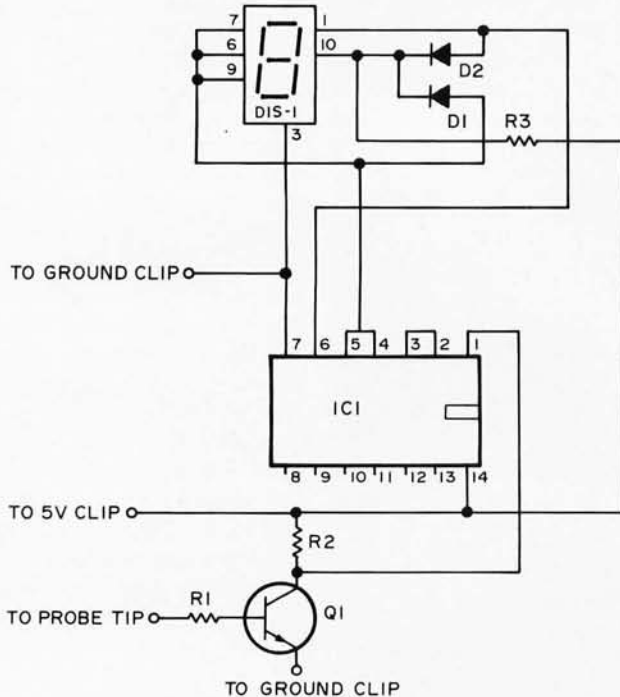 7 1
6 10
9
D2
DIS-1
D1
R3
3
TO GROUND CLIP
7 6 5 4 3 2 1
IC1
8 9 10 11 12 13 14
TO 5V CLIP
R2
R1
TO PROBE TIP
Q1
TO GROUND CLIP